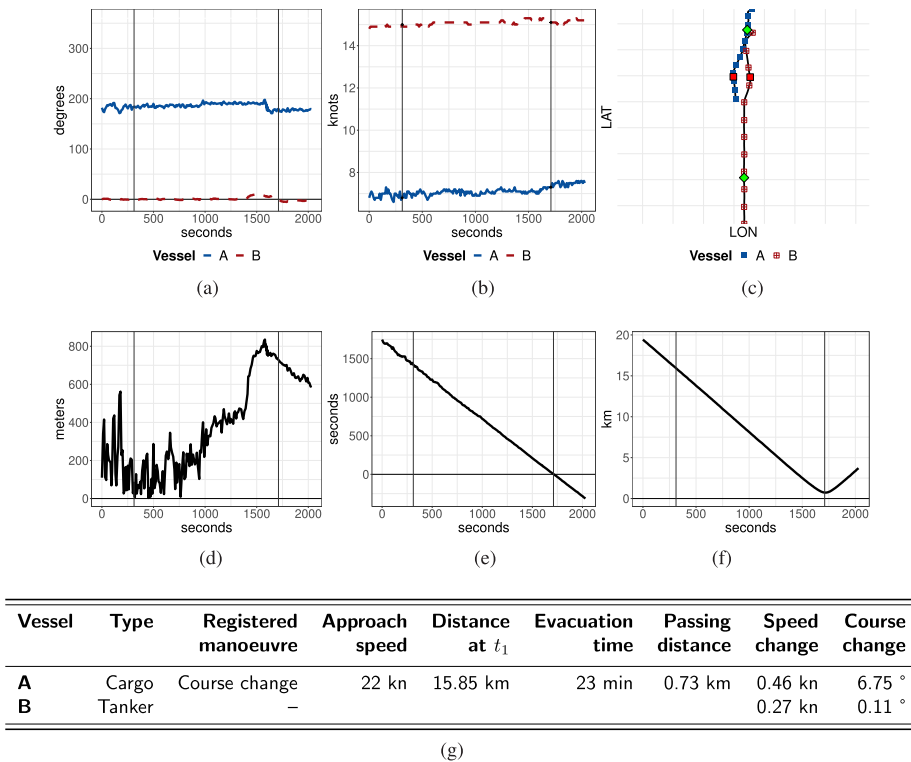 degrees
300
200
100
0
0 500 1000 1500 2000
seconds
Vessel A B
(a)
knots
14
12
10
8
0 500 1000 1500 2000
seconds
Vessel A B
(b)
LAT
LON
Vessel A B
(c)
meters
800
600
400
200
0
0 500 1000 1500 2000
seconds
(d)
seconds
1500
1000
500
0
0 500 1000 1500 2000
seconds
(e)
km
20
15
10
5
0
0 500 1000 1500 2000
seconds
(f)
Vessel Type Registered Approach Distance Evacuation Passing Speed Course
manoeuvre speed at t1 time distance change change
A Cargo Course change 22 kn 15.85 km 23 min 0.73 km 0.46 kn 6.75 °
B Tanker – 0.27 kn 0.11 °
(g)